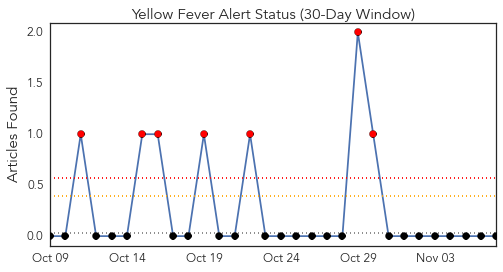 Yellow Fever Alert Status (30-Day Window)
Articles Found
2.0
1.5
1.0
0.5
0.0
Oct 09 Oct 14 Oct 19 Oct 24 Oct 29 Nov 03